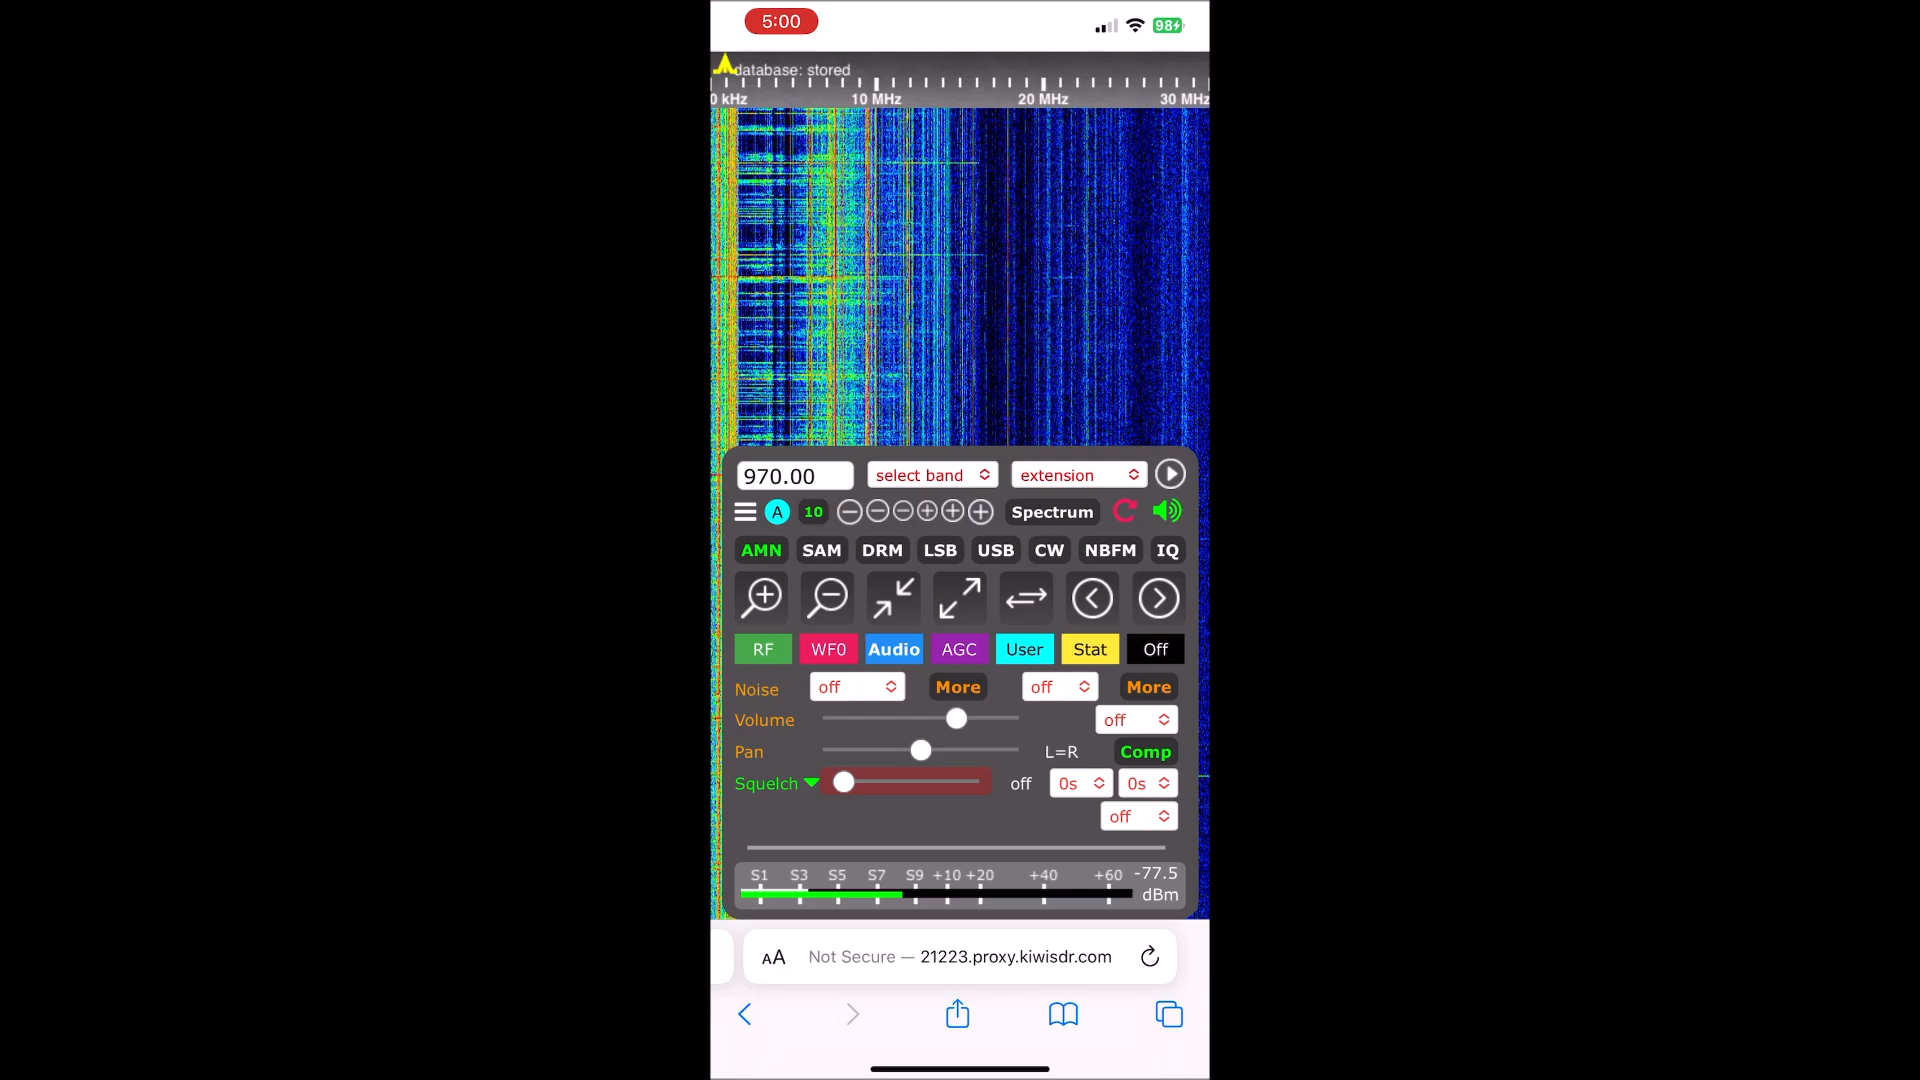 5:00
98
database: stored
0 kHz 10 MHz 20 MHz 30 MHz
970.00 select band extension
A 10 Spectrum
AMN SAM DRM LSB USB CW NBFM IQ
RF WF0 Audio AGC User Stat Off
Noise off More off More
Volume off
Pan L=R Comp
Squelch off 0s 0s
off
S1 S3 S5 S7 S9 +10 +20 +40 +60 -77.5
dBm
AA Not Secure — 21223.proxy.kiwisdr.com